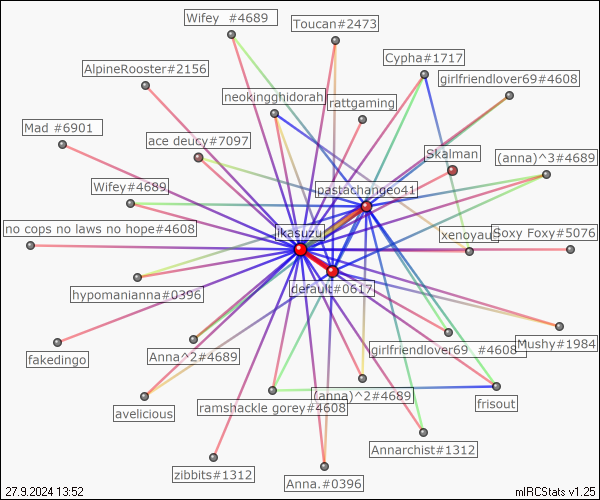 Wifey  #4689
Toucan#2473
Cypha#1717
AlpineRooster#2156
girlfriendlover69#4608
neokingghidorah
rattgaming
Mad #6901
ace deucy#7097
Skalman
(anna)^3#4689
Wifey#4689
pastachangeo41
no cops no laws no hope#4608
ikasuzu
xenoyau
Soxy Foxy#5076
hypomanianna#0396
default#0617
fakedingo
Anna^2#4689
girlfriendlover69  #4608
Mushy#1984
avelicious
ramshackle gorey#4608
(anna)^2#4689
frisout
Annarchist#1312
zibbits#1312
Anna.#0396
27.9.2024 13:52
mIRCStats v1.25